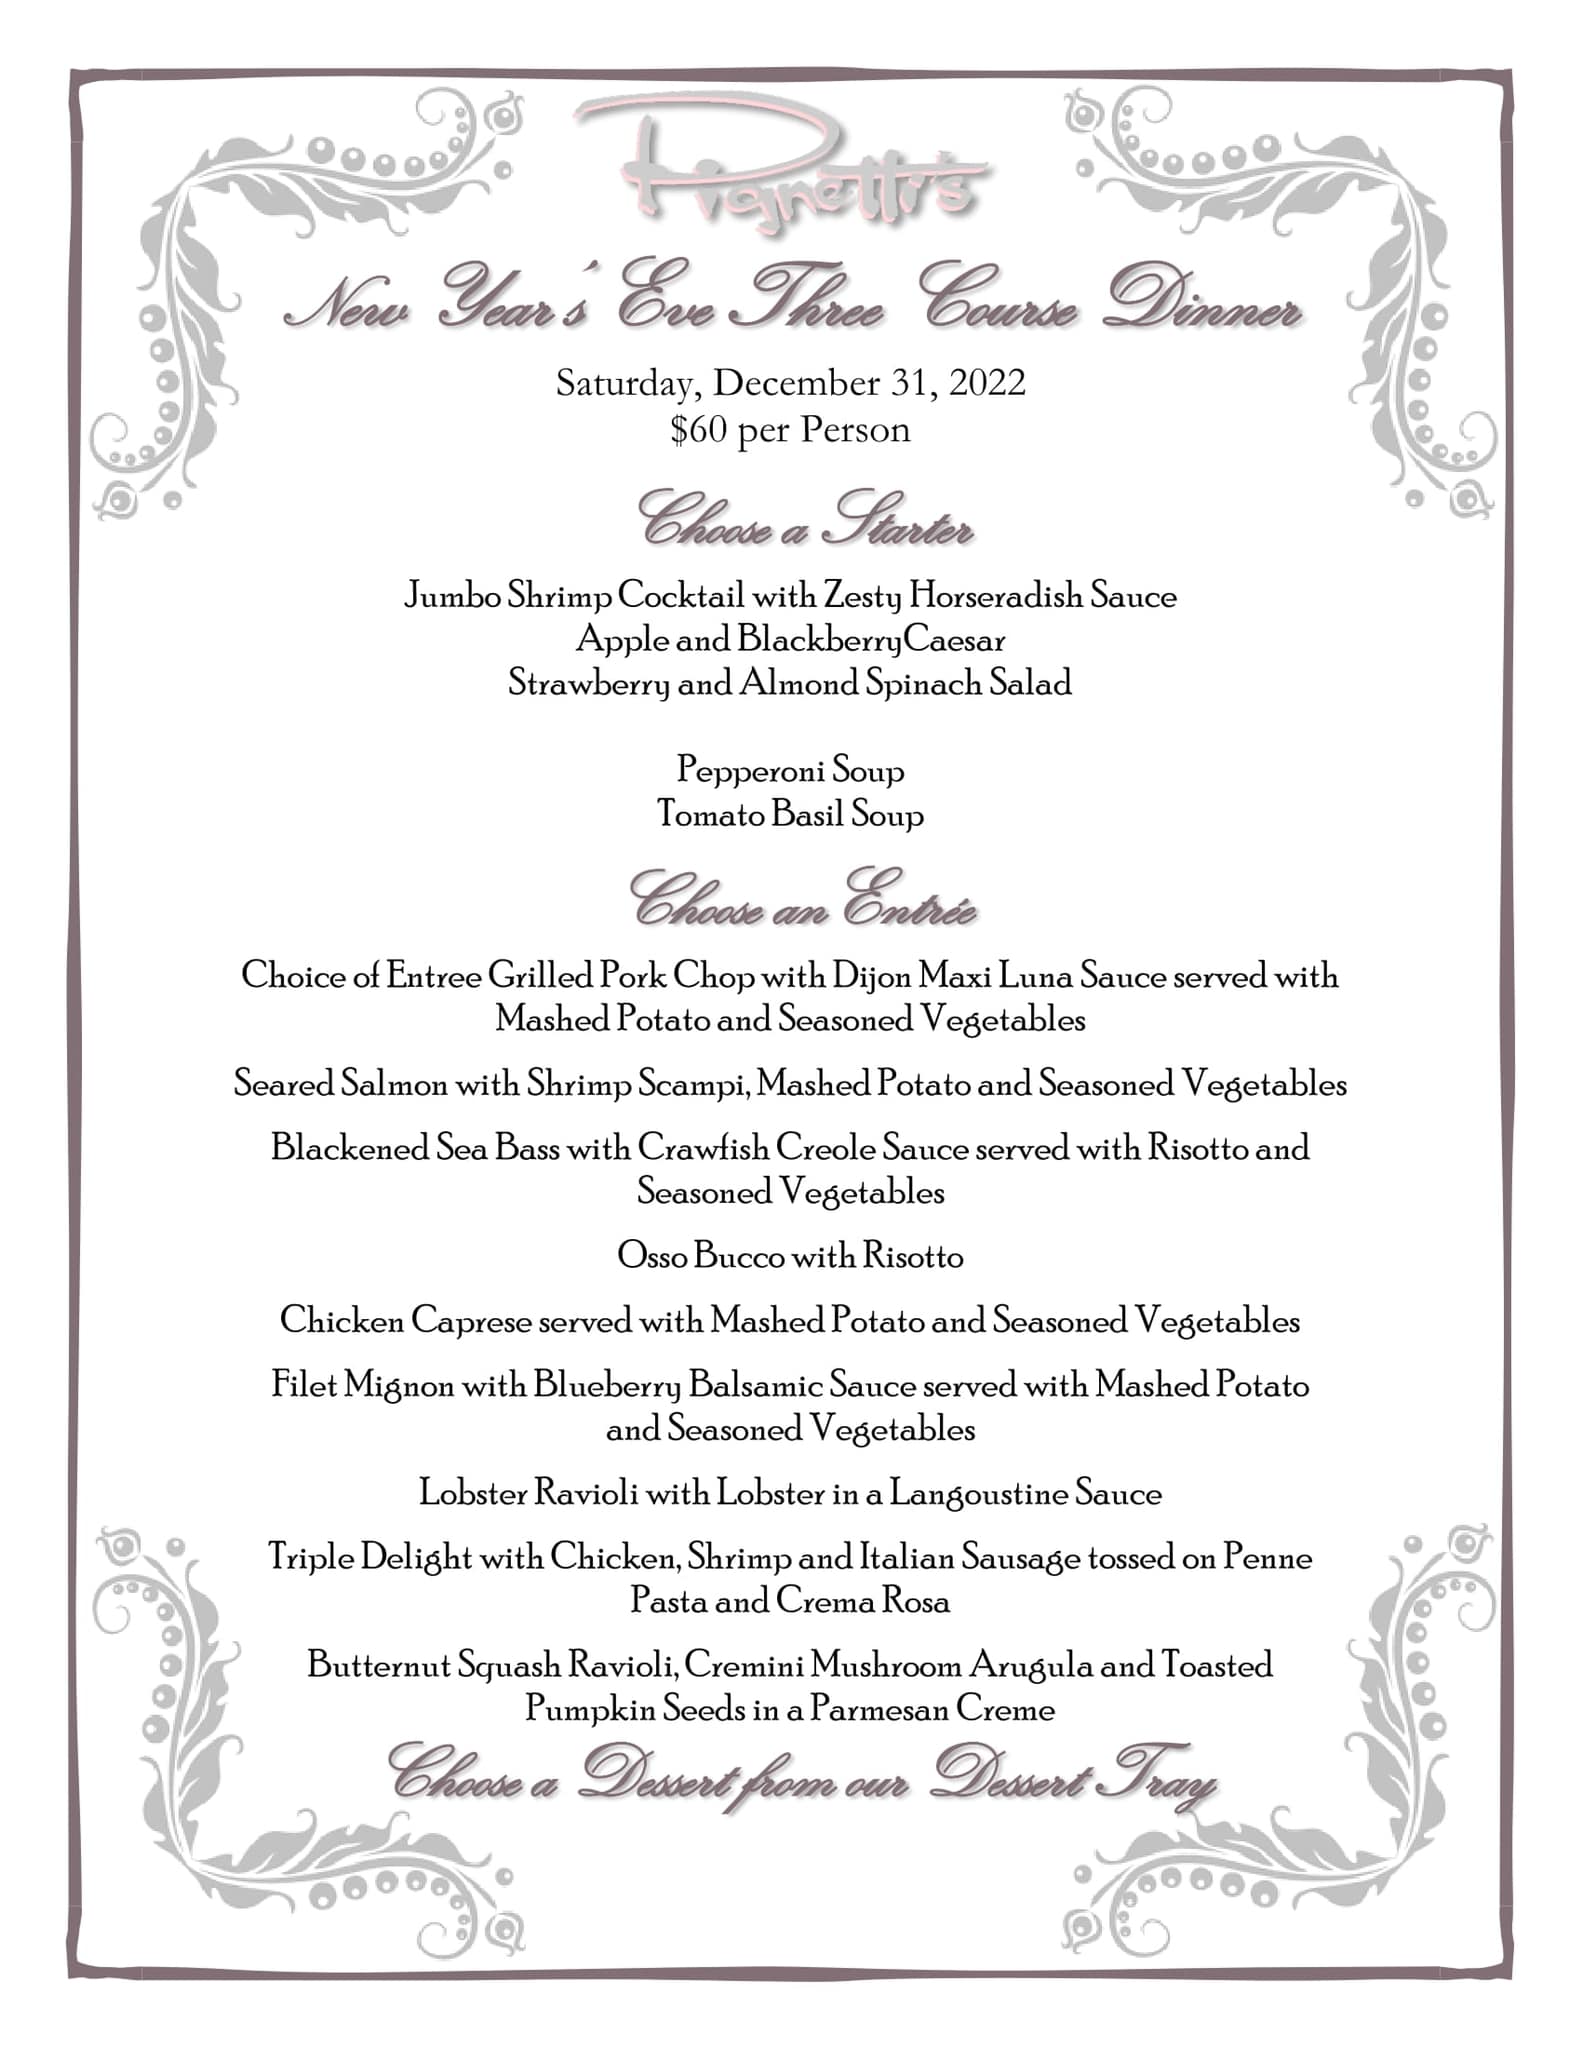 Pignetti's
New Year's Eve Three Course Dinner
Saturday, December 31, 2022
$60 per Person
Choose a Starter
Jumbo Shrimp Cocktail with Zesty Horseradish Sauce
Apple and BlackberryCaesar
Strawberry and Almond Spinach Salad
Pepperoni Soup
Tomato Basil Soup
Choose an Entrée
Choice of Entree Grilled Pork Chop with Dijon Maxi Luna Sauce served with
Mashed Potato and Seasoned Vegetables
Seared Salmon with Shrimp Scampi, Mashed Potato and Seasoned Vegetables
Blackened Sea Bass with Crawfish Creole Sauce served with Risotto and
Seasoned Vegetables
Osso Bucco with Risotto
Chicken Caprese served with Mashed Potato and Seasoned Vegetables
Filet Mignon with Blueberry Balsamic Sauce served with Mashed Potato
and Seasoned Vegetables
Lobster Ravioli with Lobster in a Langoustine Sauce
Triple Delight with Chicken, Shrimp and Italian Sausage tossed on Penne
Pasta and Crema Rosa
Butternut Squash Ravioli, Cremini Mushroom Arugula and Toasted
Pumpkin Seeds in a Parmesan Creme
Choose a Dessert from our Dessert Tray